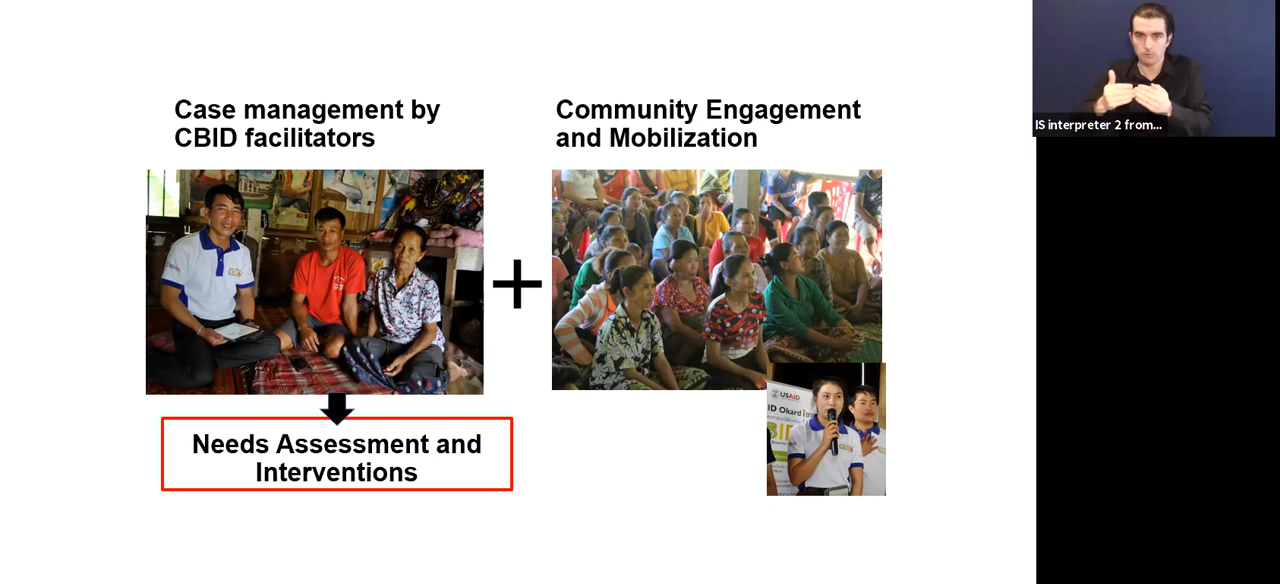 Case management by
CBID facilitators
Community Engagement
and Mobilization
+
Needs Assessment and
Interventions
USAID
IS interpreter 2 from...